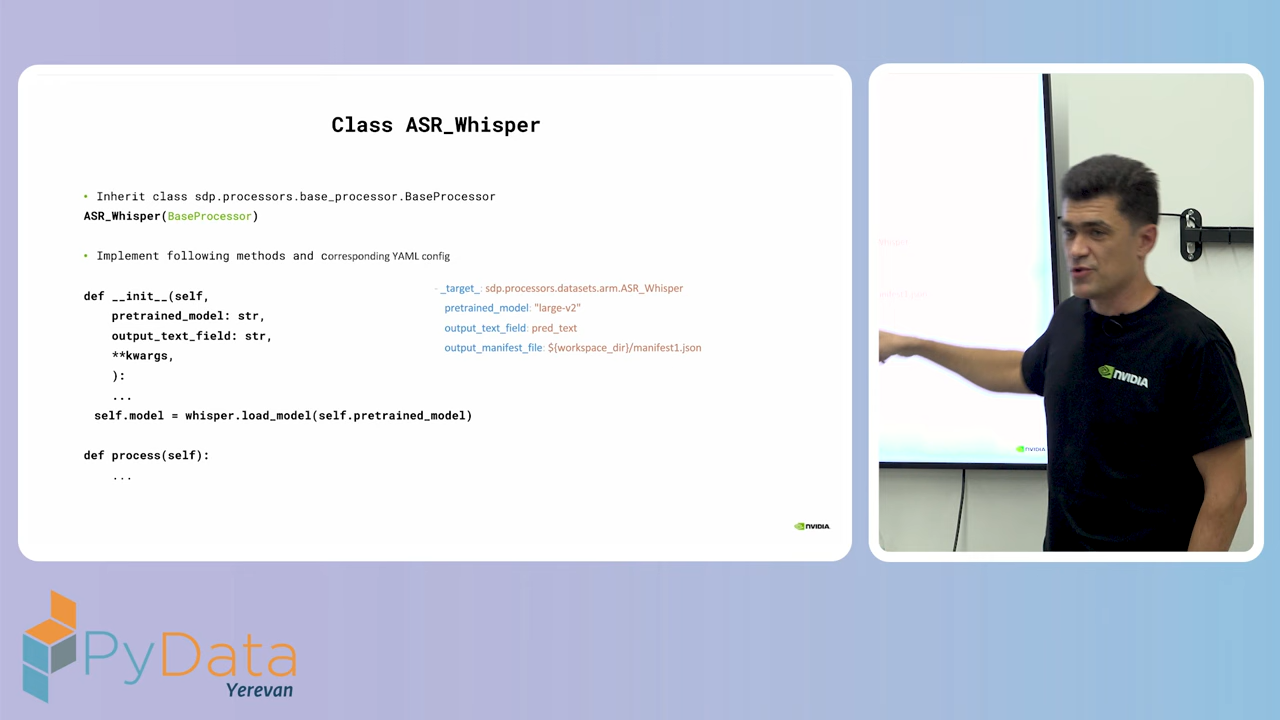 Class ASR_Whisper
• Inherit class sdp.processors.base_processor.BaseProcessor
ASR_Whisper(BaseProcessor)
• Implement following methods and corresponding YAML config
def __init__(self,
pretrained_model: str,
output_text_field: str,
**kwargs,
):
...
self.model = whisper.load_model(self.pretrained_model)
def process(self):
...
- _target_: sdp.processors.datasets.arm.ASR_Whisper
pretrained_model: "large-v2"
output_text_field: pred_text
output_manifest_file: ${workspace_dir}/manifest1.json
NVIDIA
NVIDIA
NVIDIA
PyData
Yerevan